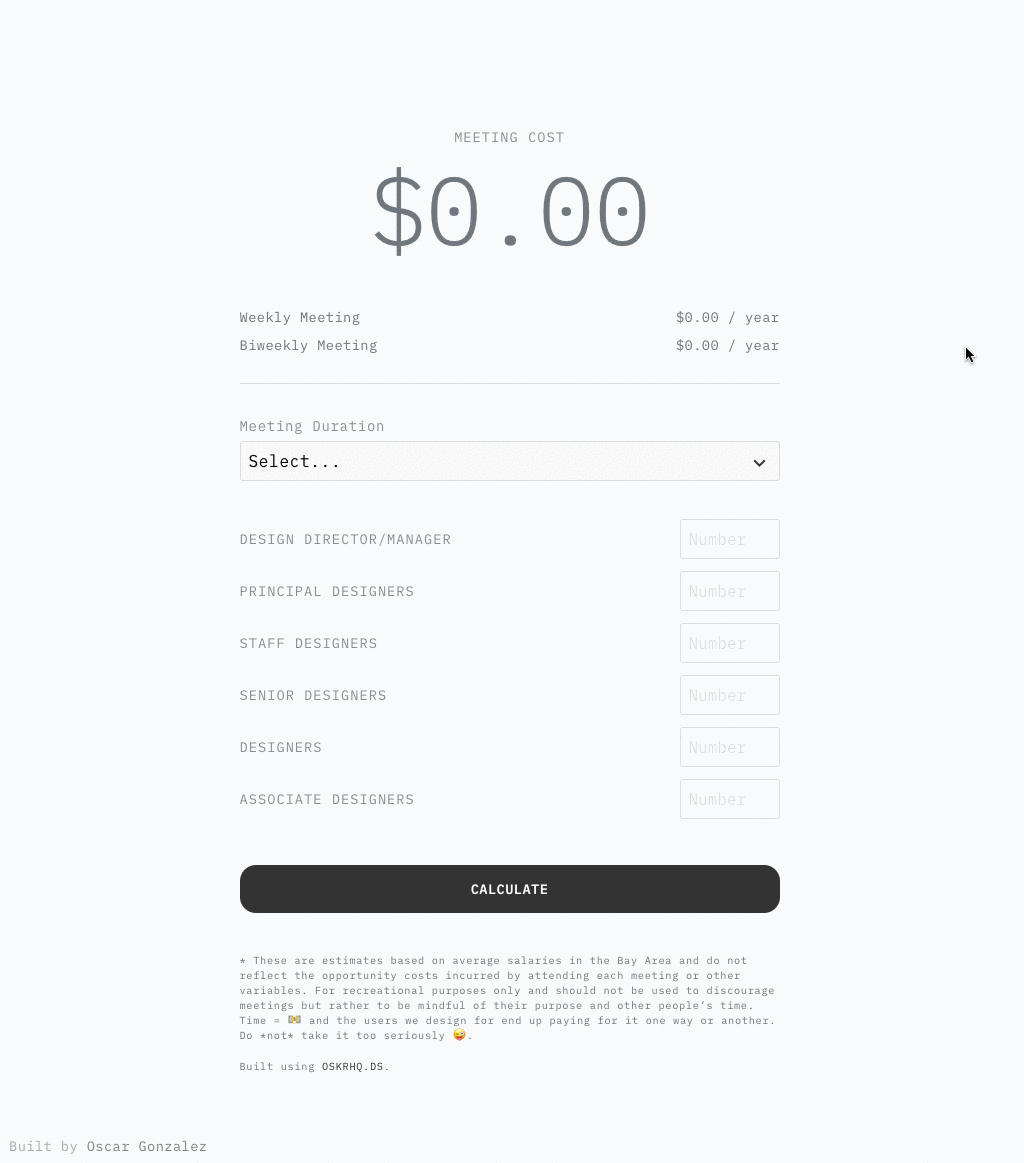 MEETING COST
$0.00
Weekly Meeting $0.00 / year
Biweekly Meeting $0.00 / year
Meeting Duration
Select...
DESIGN DIRECTOR/MANAGER Number
PRINCIPAL DESIGNERS Number
STAFF DESIGNERS Number
SENIOR DESIGNERS Number
DESIGNERS Number
ASSOCIATE DESIGNERS Number
CALCULATE
* These are estimates based on average salaries in the Bay Area and do not
reflect the opportunity costs incurred by attending each meeting or other
variables. For recreational purposes only and should not be used to discourage
meetings but rather to be mindful of their purpose and other people’s time.
Time = 💵 and the users we design for end up paying for it one way or another.
Do *not* take it too seriously 😜.
Built using OSKRHQ.DS.
Built by Oscar Gonzalez